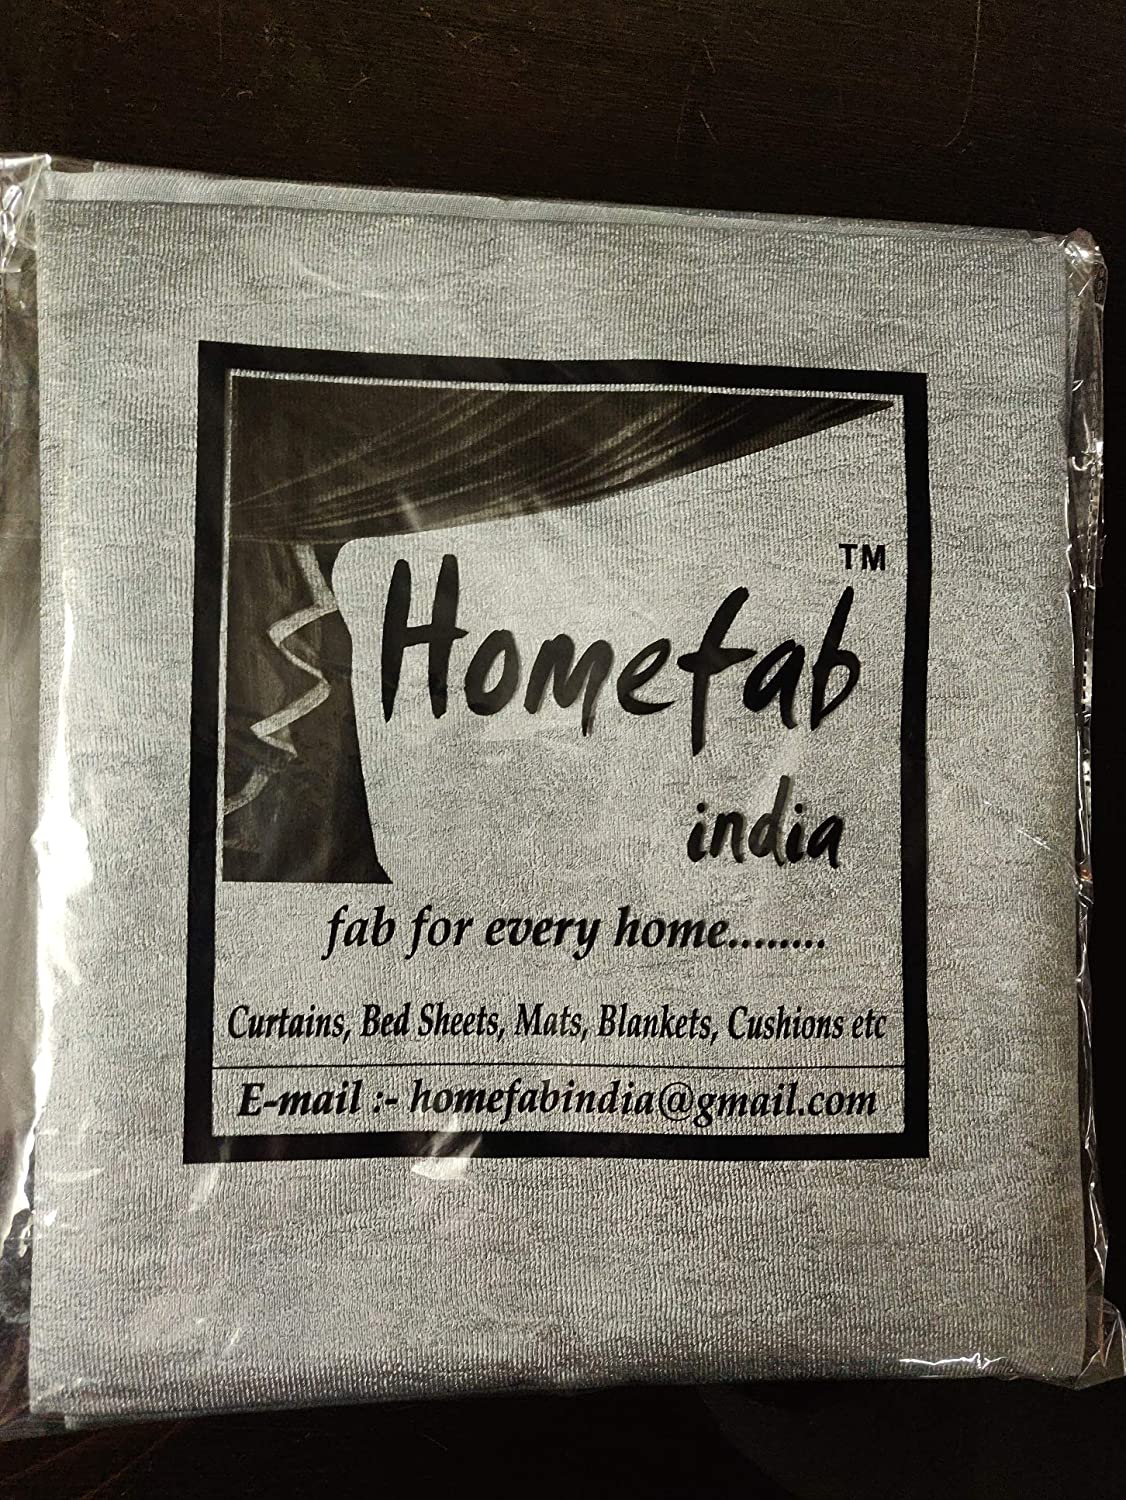 TM
Homefab
india
fab for every home........
Curtains, Bed Sheets, Mats, Blankets, Cushions etc
E-mail :- homefabindia@gmail.com